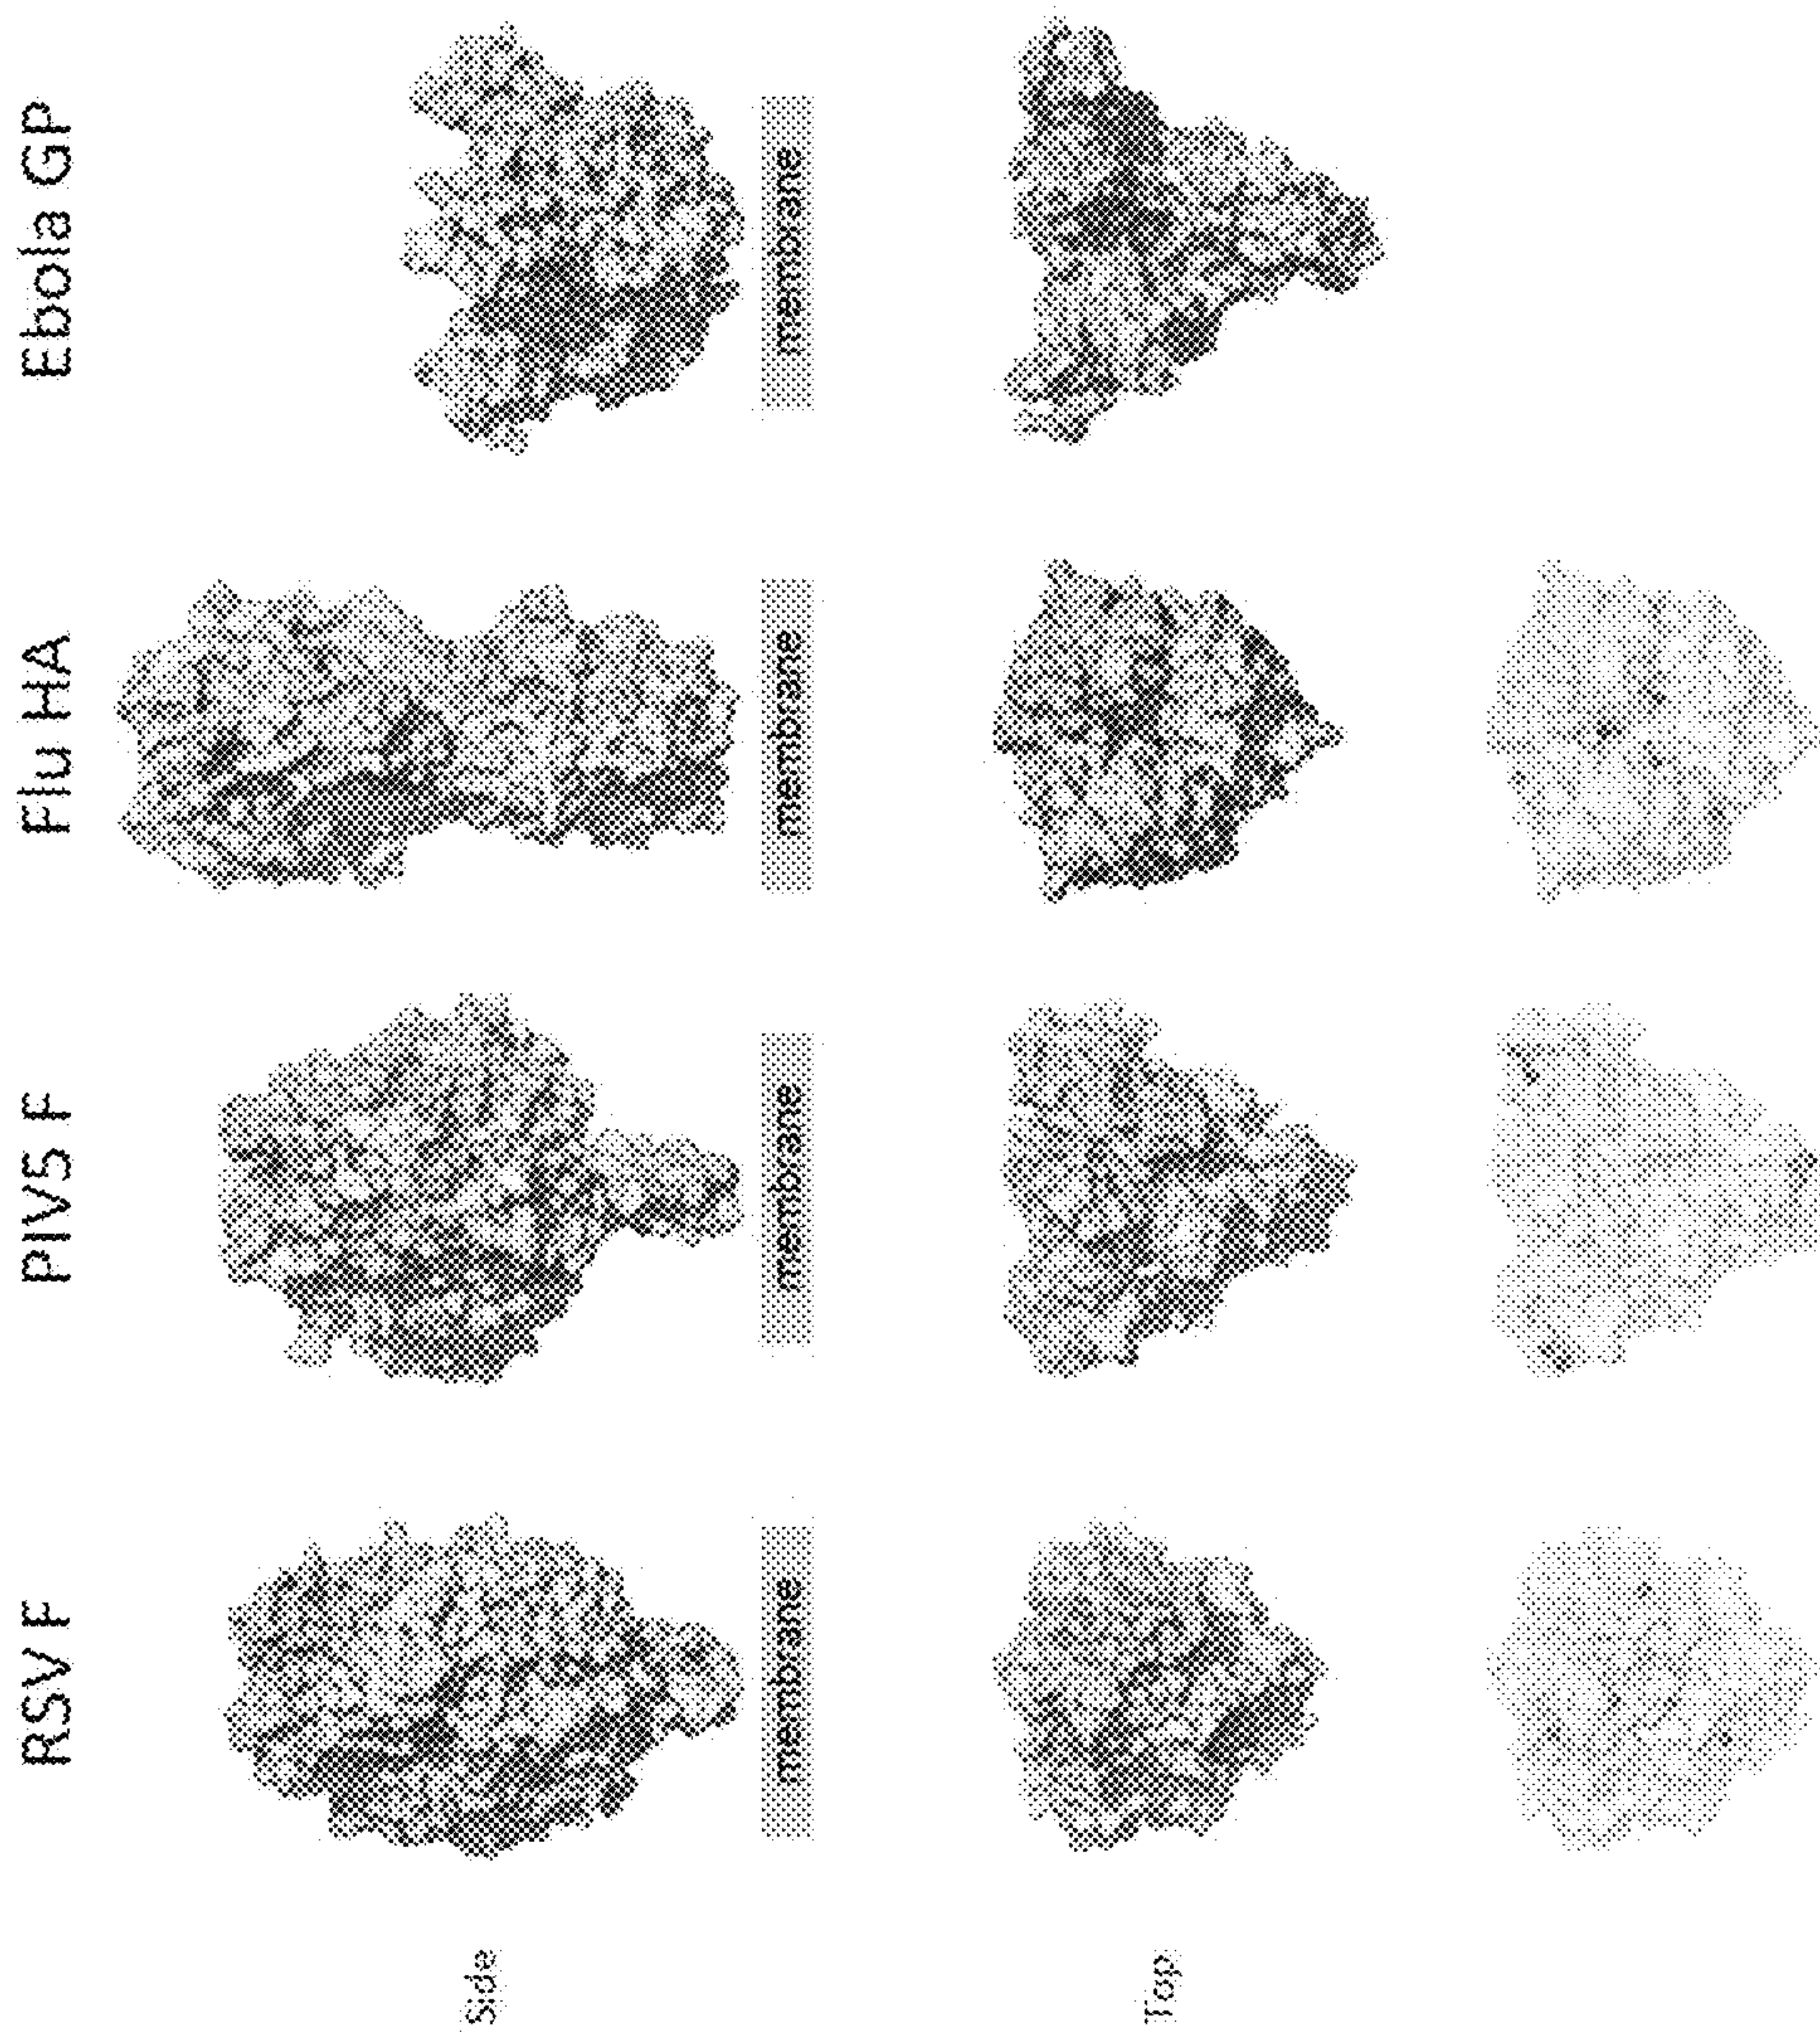 RSV F
PIV5 F
Flu HA
Ebola GP
Side
membrane
membrane
membrane
membrane
Top